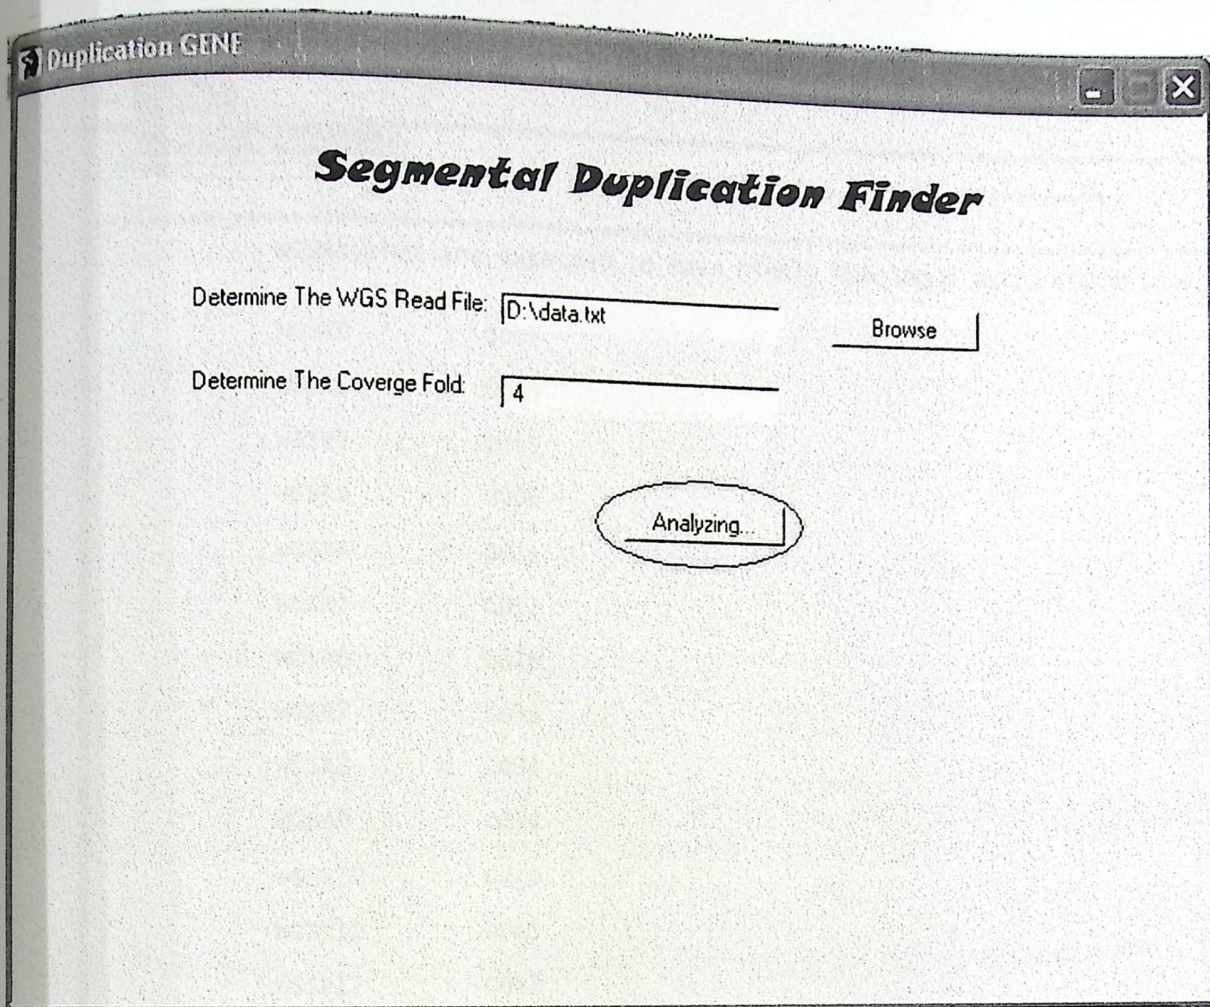 Duplication GENE
Segmental Duplication Finder
Determine The WGS Read File: D:\data.txt Browse
Determine The Coverge Fold: 4
Analyzing...